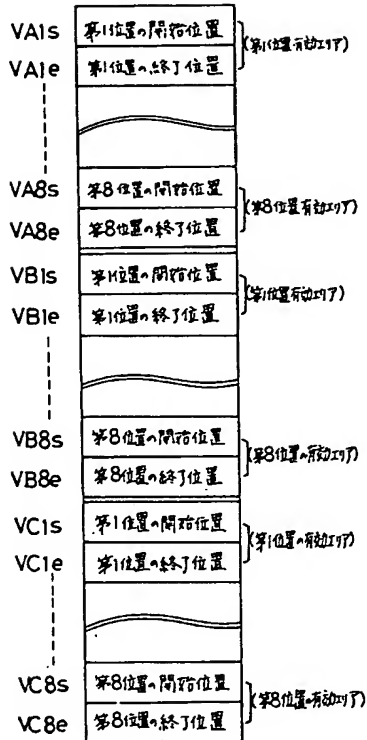 VA1s 第1位置の開始位置
(第1位置有効エリア)
VA1e 第1位置の終了位置
VA8s 第8位置の開始位置
(第8位置有効エリア)
VA8e 第8位置の終了位置
VB1s 第1位置の開始位置
(第1位置有効エリア)
VB1e 第1位置の終了位置
VB8s 第8位置の開始位置
(第8位置の有効エリア)
VB8e 第8位置の終了位置
VC1s 第1位置の開始位置
(第1位置の有効エリア)
VC1e 第1位置の終了位置
VC8s 第8位置の開始位置
(第8位置の有効エリア)
VC8e 第8位置の終了位置